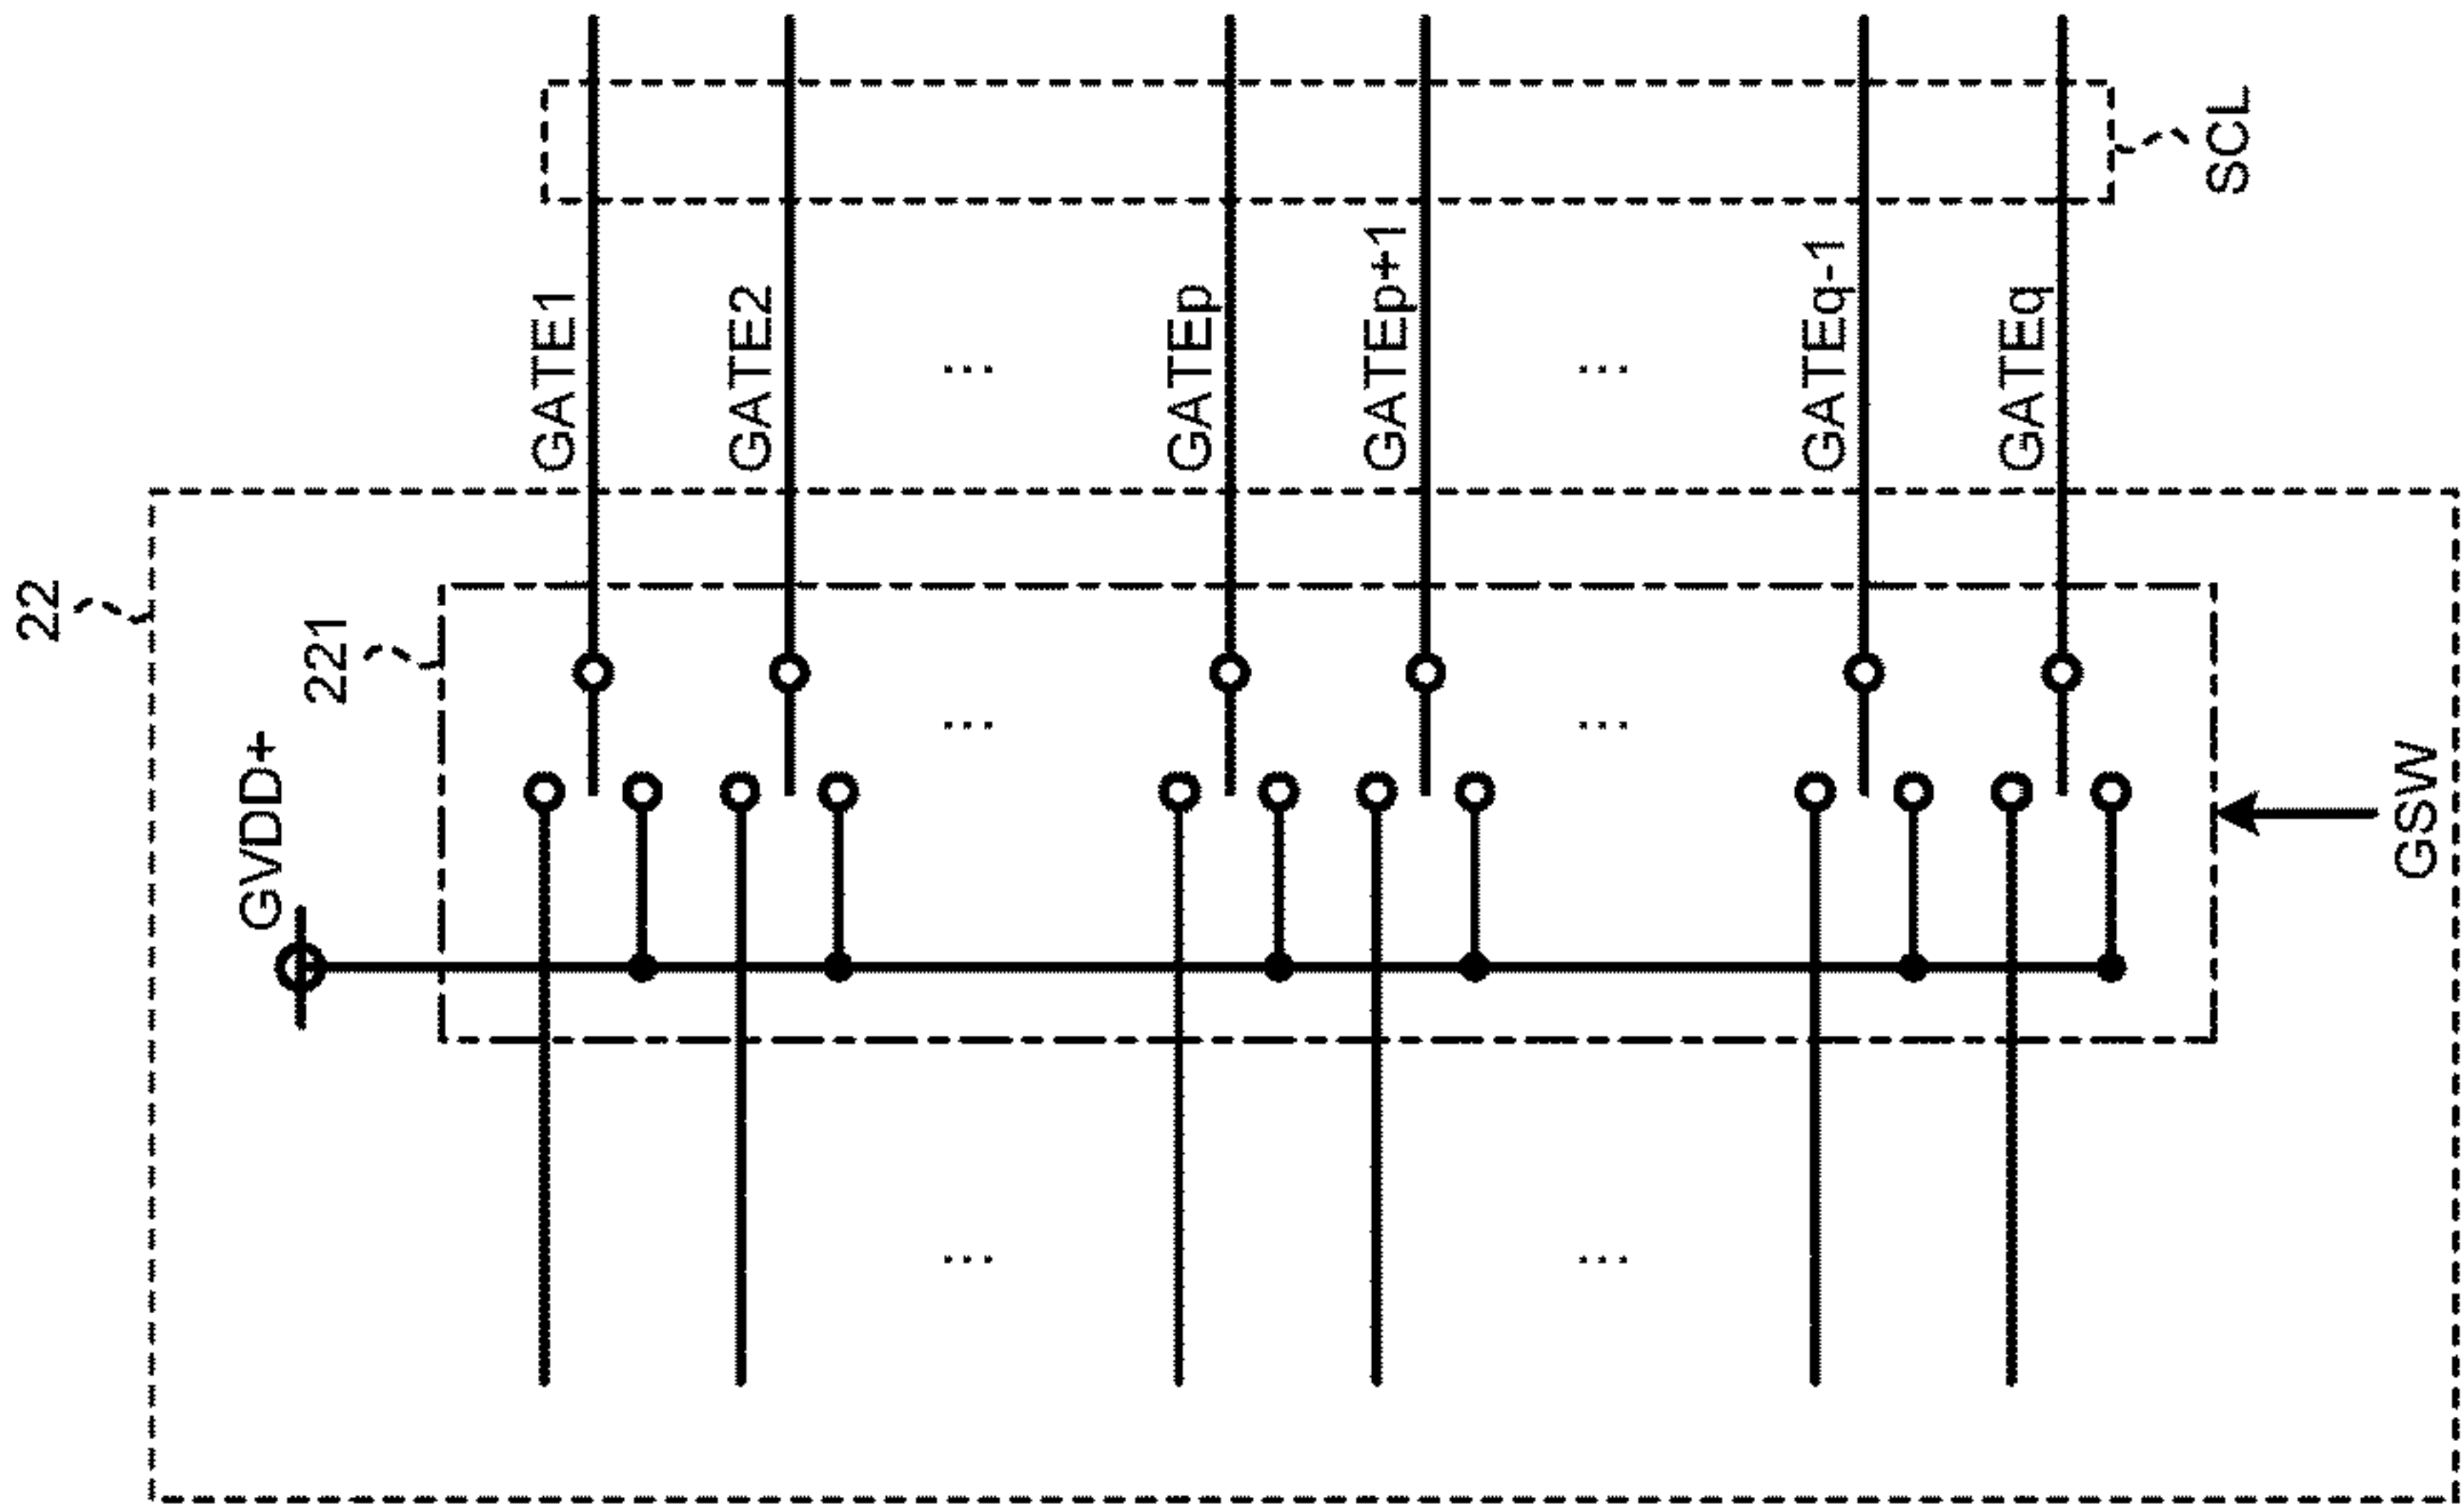 22
221
GVDD+
GATE1
GATE2
...
GATEp
GATEp+1
...
GATEq-1
GATEq
SCL
...
...
...
...
GSW